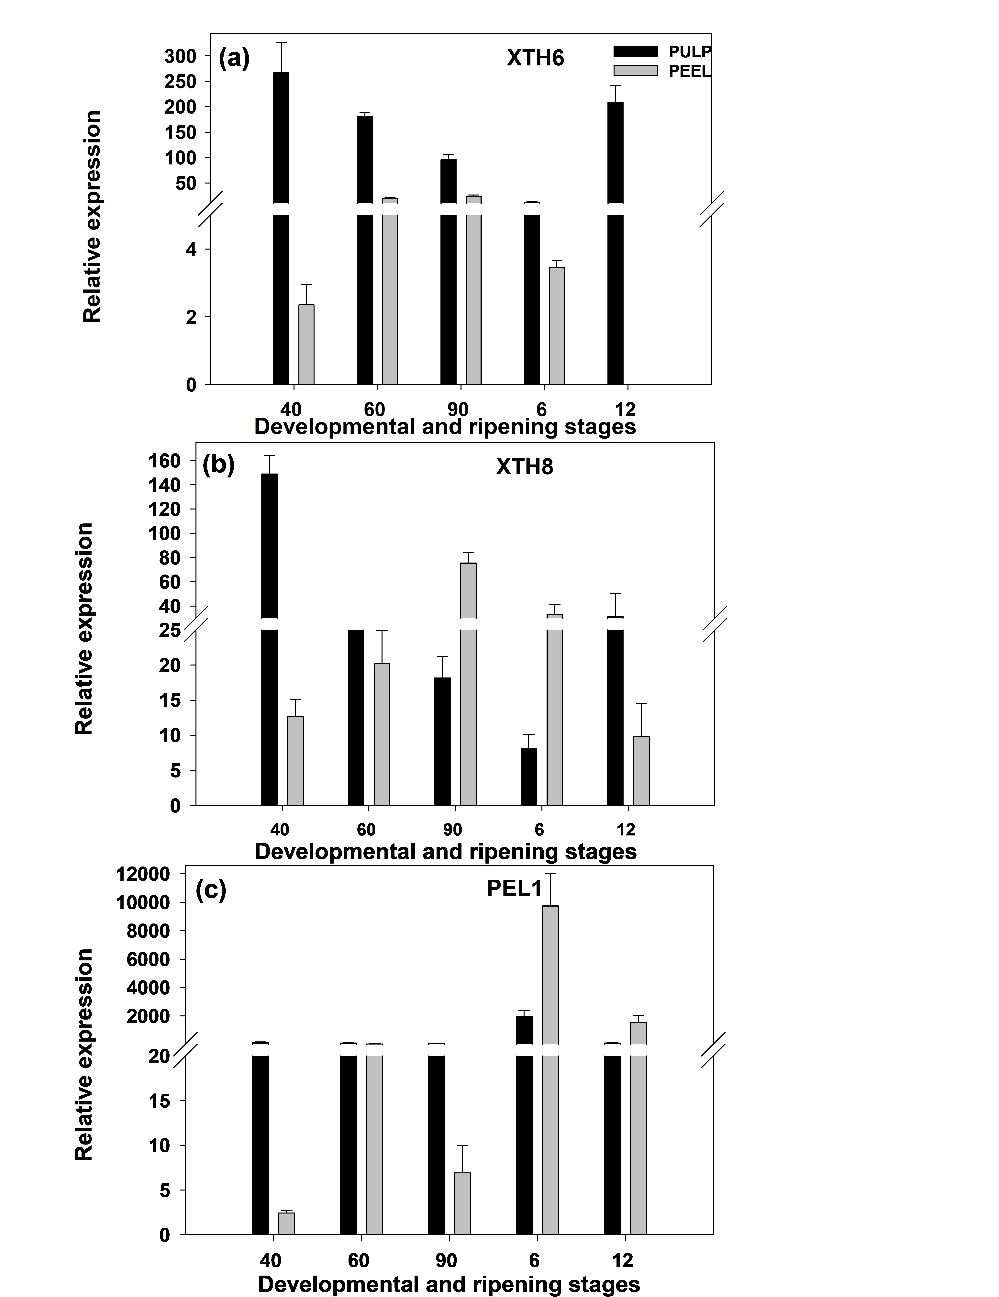 (a)
XTH6
PULP
PEEL
Relative expression
300
250
200
150
100
50
4
2
0
40 60 90 6 12
Developmental and ripening stages
(b)
XTH8
Relative expression
160
140
120
100
80
60
40
25
20
15
10
5
0
40 60 90 6 12
Developmental and ripening stages
(c)
PEL1
Relative expression
12000
10000
8000
6000
4000
2000
20
15
10
5
0
40 60 90 6 12
Developmental and ripening stages